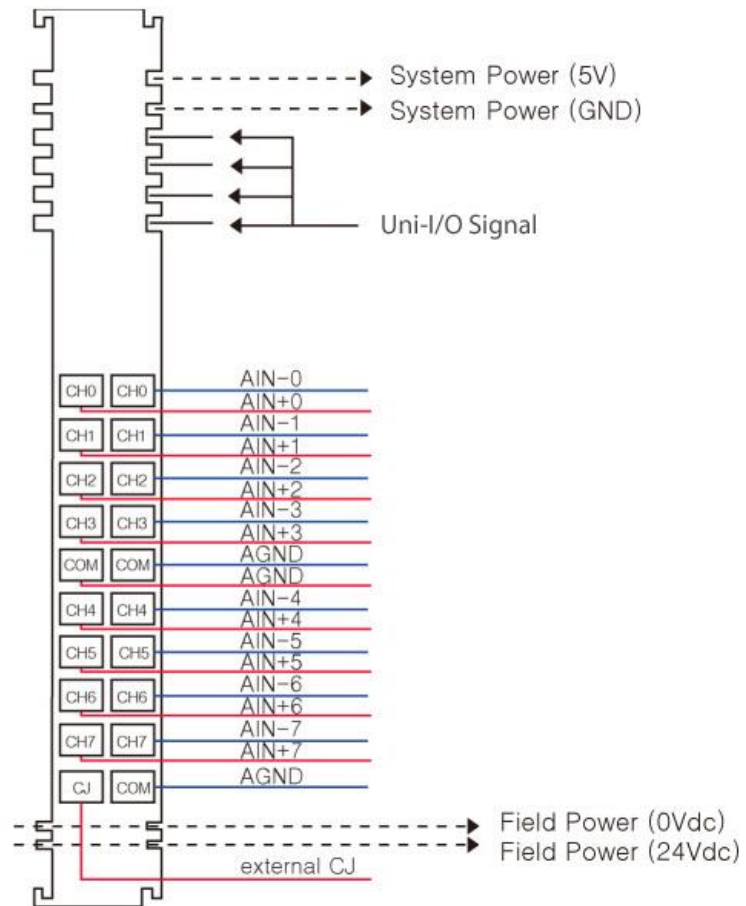 System Power (5V)
System Power (GND)
Uni-I/O Signal
CH0 CH0 AIN-0
AIN+0
CH1 CH1 AIN-1
AIN+1
CH2 CH2 AIN-2
AIN+2
CH3 CH3 AIN-3
AIN+3
COM COM AGND
AGND
CH4 CH4 AIN-4
AIN+4
CH5 CH5 AIN-5
AIN+5
CH6 CH6 AIN-6
AIN+6
CH7 CH7 AIN-7
AIN+7
CJ COM AGND
Field Power (0Vdc)
Field Power (24Vdc)
external CJ